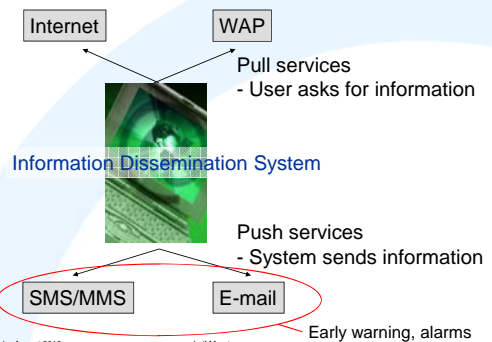 Internet
WAP
Pull services
- User asks for information
Information Dissemination System
Push services
- System sends information
SMS/MMS
E-mail
Early warning, alarms